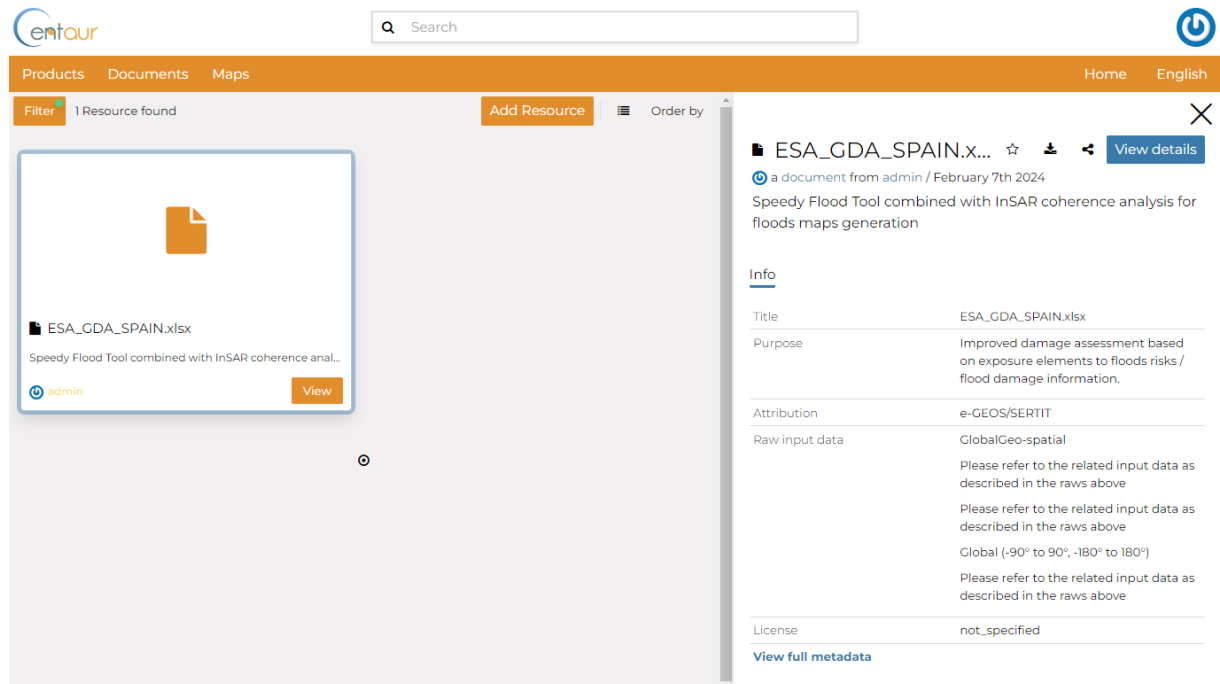 Centaur
Search
Products Documents Maps Home English
Filter 1 Resource found Add Resource Order by
ESA_GDA_SPAIN.xlsx
Speedy Flood Tool combined with InSAR coherence anal...
admin View
ESA_GDA_SPAIN.x... View details
a document from admin / February 7th 2024
Speedy Flood Tool combined with InSAR coherence analysis for
floods maps generation
Info
Title ESA_GDA_SPAIN.xlsx
Purpose Improved damage assessment based
on exposure elements to floods risks /
flood damage information.
Attribution e-GEOS/SERTIT
Raw input data GlobalGeo-spatial
Please refer to the related input data as
described in the raws above
Please refer to the related input data as
described in the raws above
Global (-90° to 90°, -180° to 180°)
Please refer to the related input data as
described in the raws above
License not_specified
View full metadata